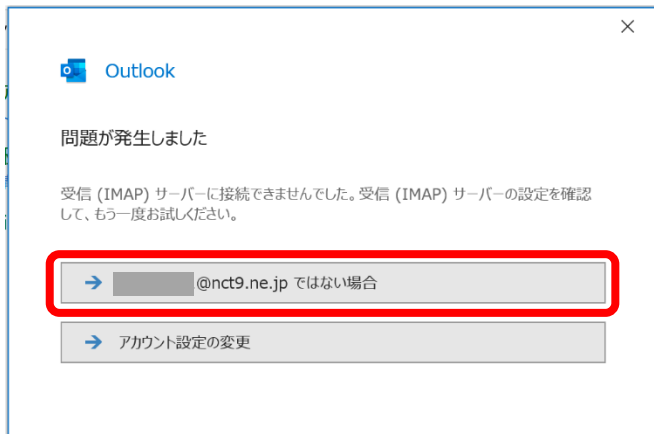 Outlook
問題が発生しました
受信 (IMAP) サーバーに接続できませんでした。受信 (IMAP) サーバーの設定を確認
して、もう一度お試しください。
@nct9.ne.jp ではない場合
アカウント設定の変更